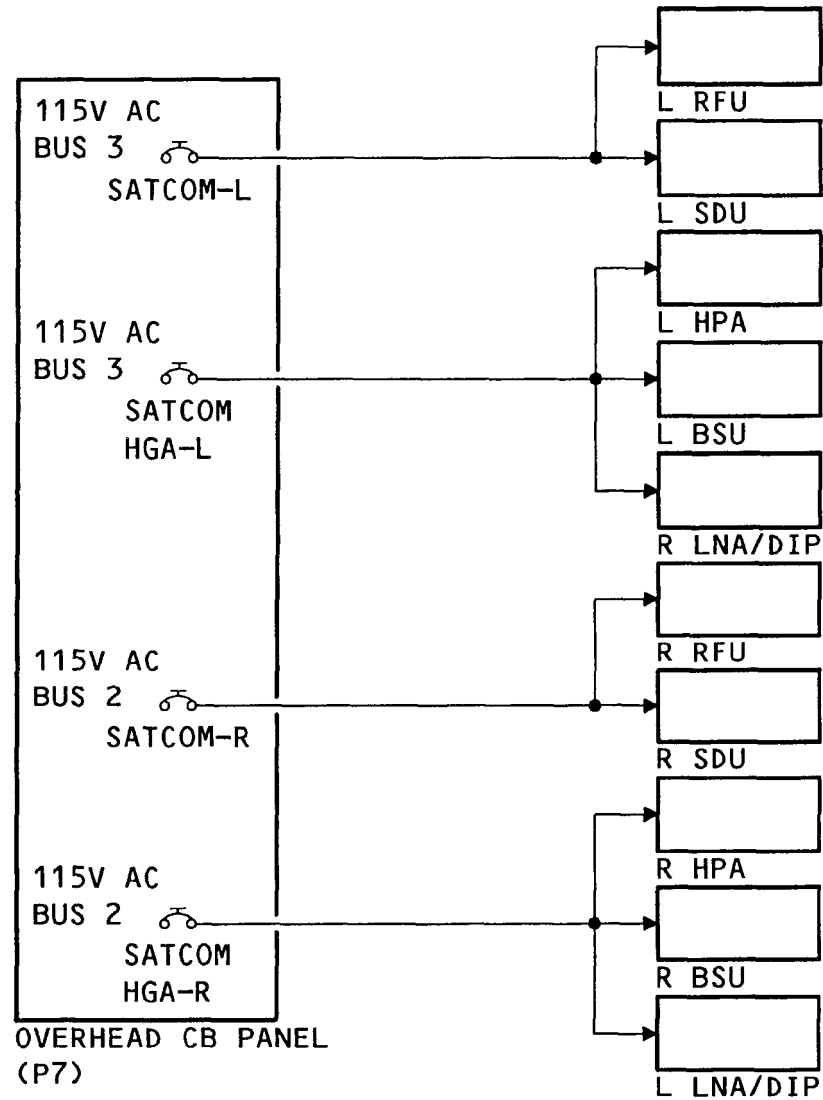 L RFU
115V AC
BUS 3
SATCOM-L
L SDU
L HPA
115V AC
BUS 3
SATCOM
HGA-L
L BSU
R LNA/DIP
R RFU
115V AC
BUS 2
SATCOM-R
R SDU
R HPA
115V AC
BUS 2
SATCOM
HGA-R
R BSU
OVERHEAD CB PANEL
(P7)
L LNA/DIP